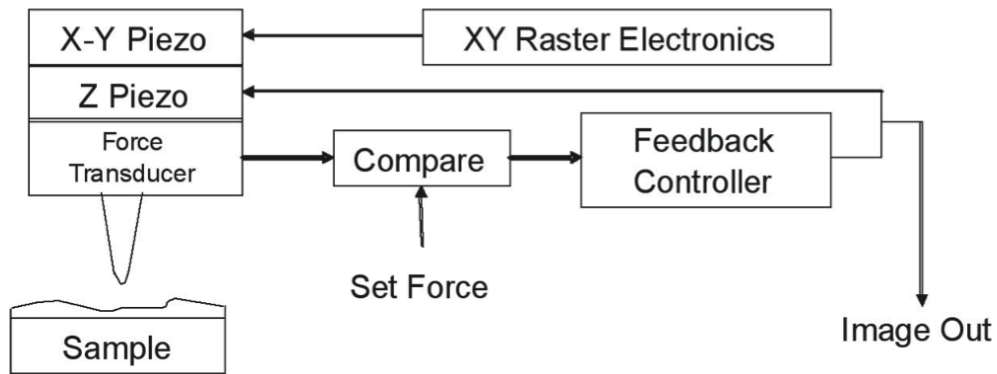 X-Y Piezo
XY Raster Electronics
Z Piezo
Force
Transducer
Compare
Feedback
Controller
Set Force
Image Out
Sample